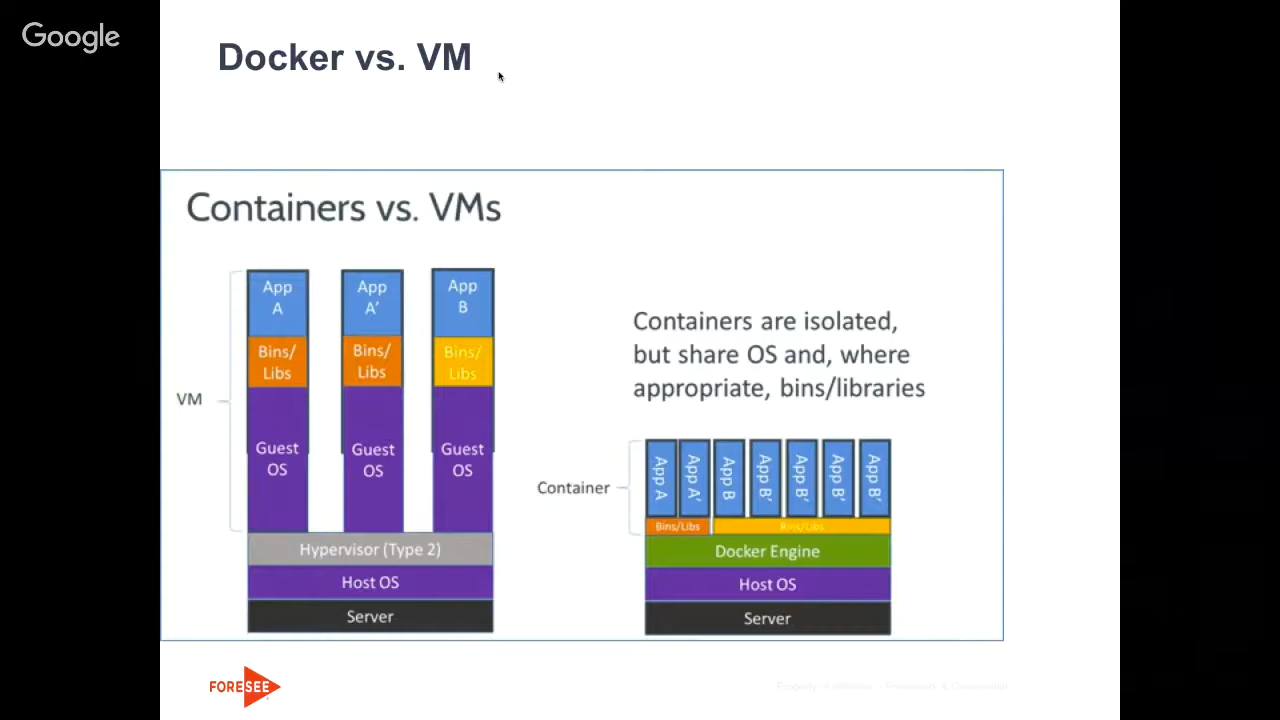 Google
Docker vs. VM
Containers vs. VMs
App
A
App
A’
App
B
Bins/
Libs
Bins/
Libs
Bins/
Libs
VM
Guest
OS
Guest
OS
Guest
OS
Hypervisor (Type 2)
Host OS
Server
Containers are isolated,
but share OS and, where
appropriate, bins/libraries
Container
App A
App A’
App B
App B’
App B’
App B’
App B’
Bins/Libs
Bins/Libs
Docker Engine
Host OS
Server
FORESEE